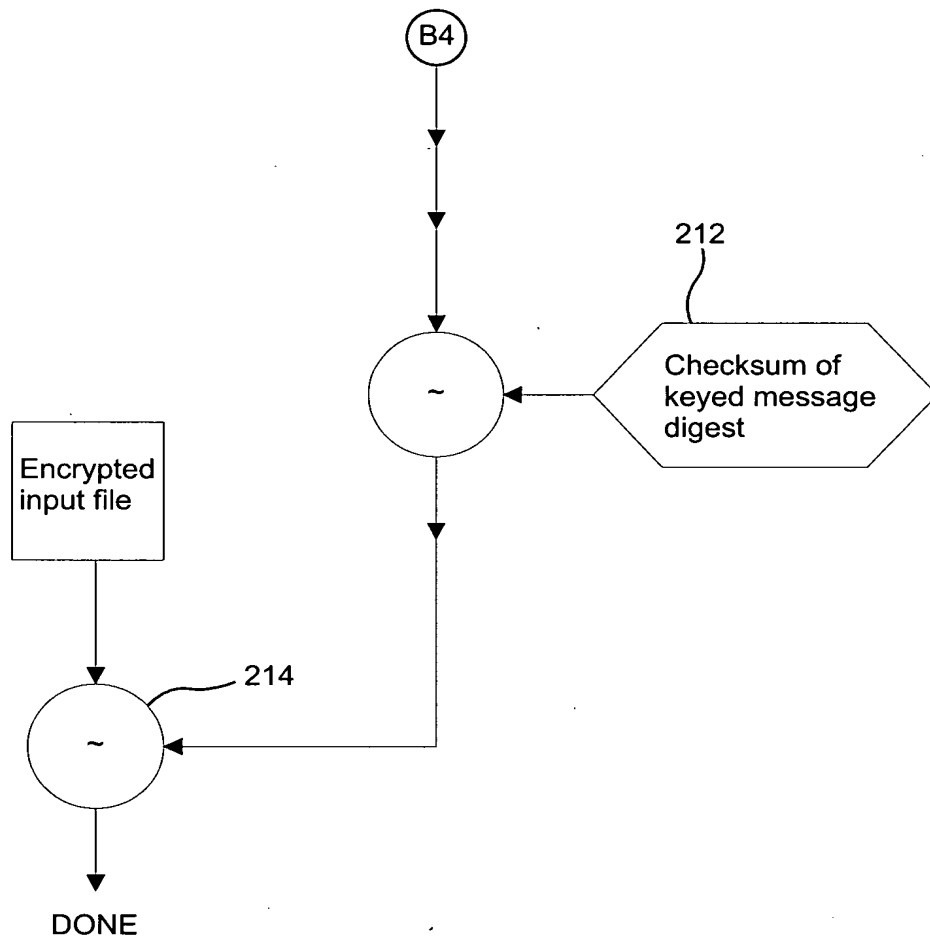 B4
212
~
Checksum of
keyed message
digest
Encrypted
input file
214
~
DONE